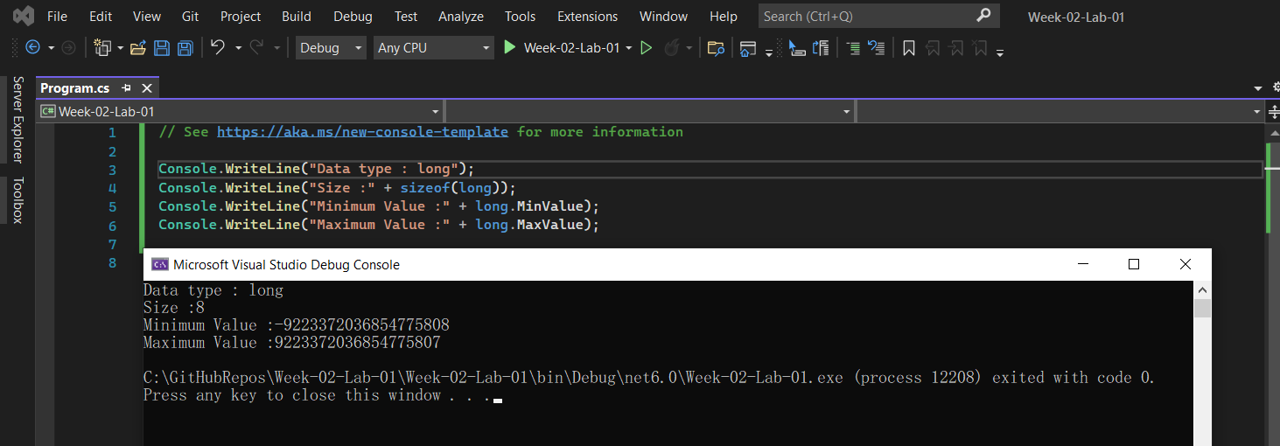 File Edit View Git Project Build Debug Test Analyze Tools Extensions Window Help Search (Ctrl+Q) Week-02-Lab-01
Debug Any CPU Week-02-Lab-01
Server Explorer
Toolbox
Program.cs
C# Week-02-Lab-01
1 // See https://aka.ms/new-console-template for more information
2
3 Console.WriteLine("Data type : long");
4 Console.WriteLine("Size :" + sizeof(long));
5 Console.WriteLine("Minimum Value :" + long.MinValue);
6 Console.WriteLine("Maximum Value :" + long.MaxValue);
7
8
C:\ Microsoft Visual Studio Debug Console
Data type : long
Size :8
Minimum Value :-9223372036854775808
Maximum Value :9223372036854775807
C:\GitHubRepos\Week-02-Lab-01\Week-02-Lab-01\bin\Debug\net6.0\Week-02-Lab-01.exe (process 12208) exited with code 0.
Press any key to close this window . . .